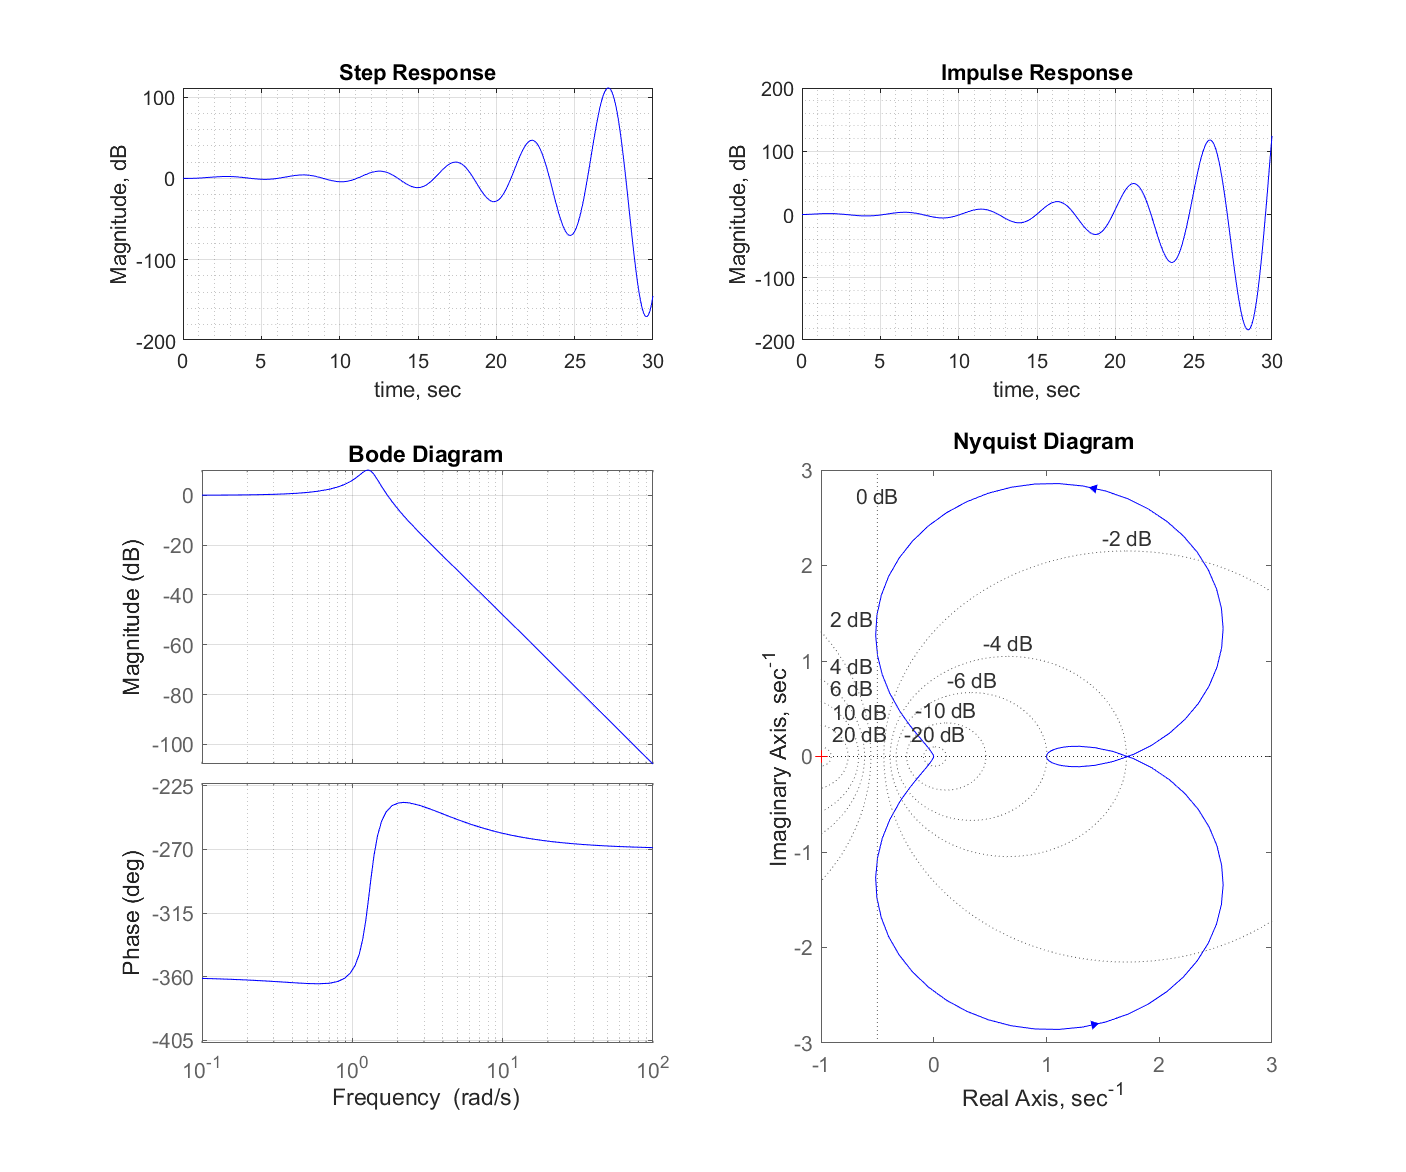 Step Response
100
0
-100
-200
0 5 10 15 20 25 30
Magnitude, dB
time, sec
Impulse Response
200
100
0
-100
-200
0 5 10 15 20 25 30
Magnitude, dB
time, sec
Bode Diagram
0
-20
-40
-60
-80
-100
Magnitude (dB)
-225
-270
-315
-360
-405
Phase (deg)
10^-1 10^0 10^1 10^2
Frequency (rad/s)
Nyquist Diagram
3
2
1
0
-1
-2
-3
Imaginary Axis, sec^-1
0 dB
-2 dB
2 dB
-4 dB
4 dB
6 dB
-6 dB
10 dB
-10 dB
20 dB
-20 dB
-1 0 1 2 3
Real Axis, sec^-1